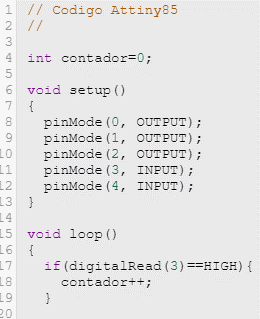 1 // Codigo Attiny85
2 //
3
4 int contador=0;
5
6 void setup()
7 {
8   pinMode(0, OUTPUT);
9   pinMode(1, OUTPUT);
10   pinMode(2, OUTPUT);
11   pinMode(3, INPUT);
12   pinMode(4, INPUT);
13 }
14
15 void loop()
16 {
17   if(digitalRead(3)==HIGH){
18     contador++;
19   }
20